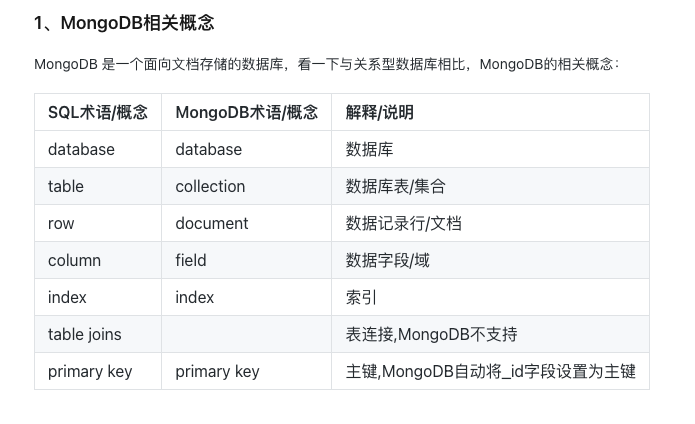 1、MongoDB相关概念
MongoDB 是一个面向文档存储的数据库，看一下与关系型数据库相比，MongoDB的相关概念：
SQL术语/概念 MongoDB术语/概念 解释/说明
database database 数据库
table collection 数据库表/集合
row document 数据记录行/文档
column field 数据字段/域
index index 索引
table joins 表连接,MongoDB不支持
primary key primary key 主键,MongoDB自动将_id字段设置为主键